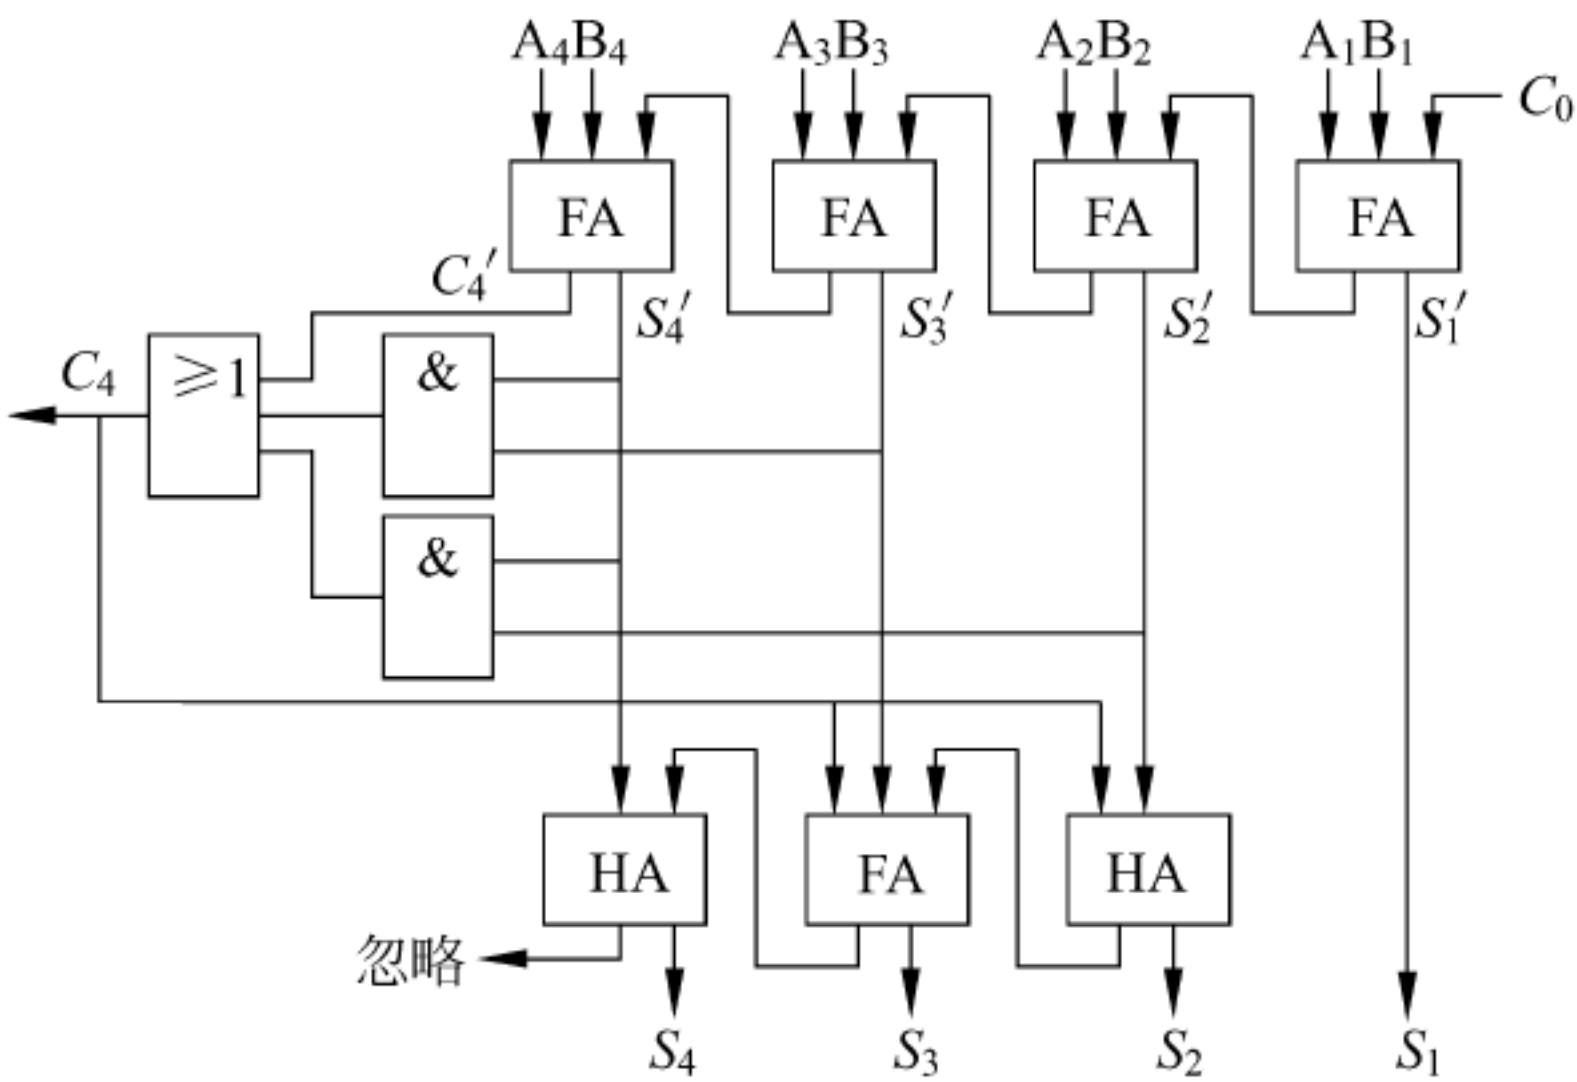 A₄B₄ A₃B₃ A₂B₂ A₁B₁
C₀
FA FA FA FA
C₄′
S₄′ S₃′ S₂′ S₁′
C₄ ≥1 &
&
HA FA HA
忽略
S₄ S₃ S₂ S₁